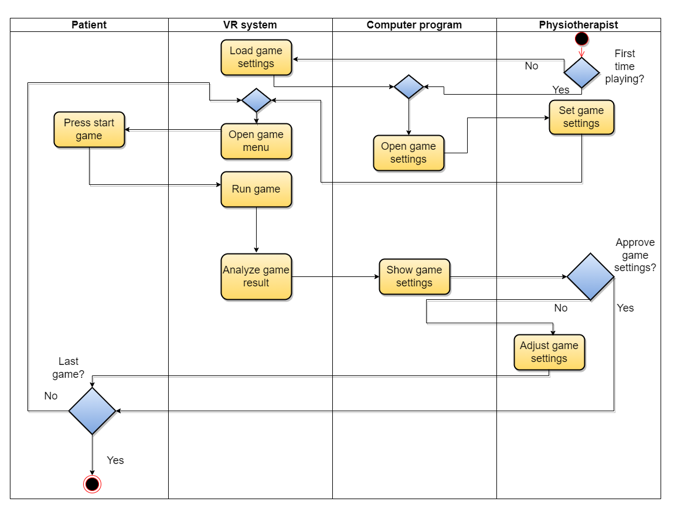 Patient
VR system
Computer program
Physiotherapist
Load game
settings
First
time
playing?
No
Yes
Press start
game
Open game
menu
Open game
settings
Set game
settings
Run game
Analyze game
result
Show game
settings
Approve
game
settings?
No
Yes
Adjust game
settings
Last
game?
No
Yes